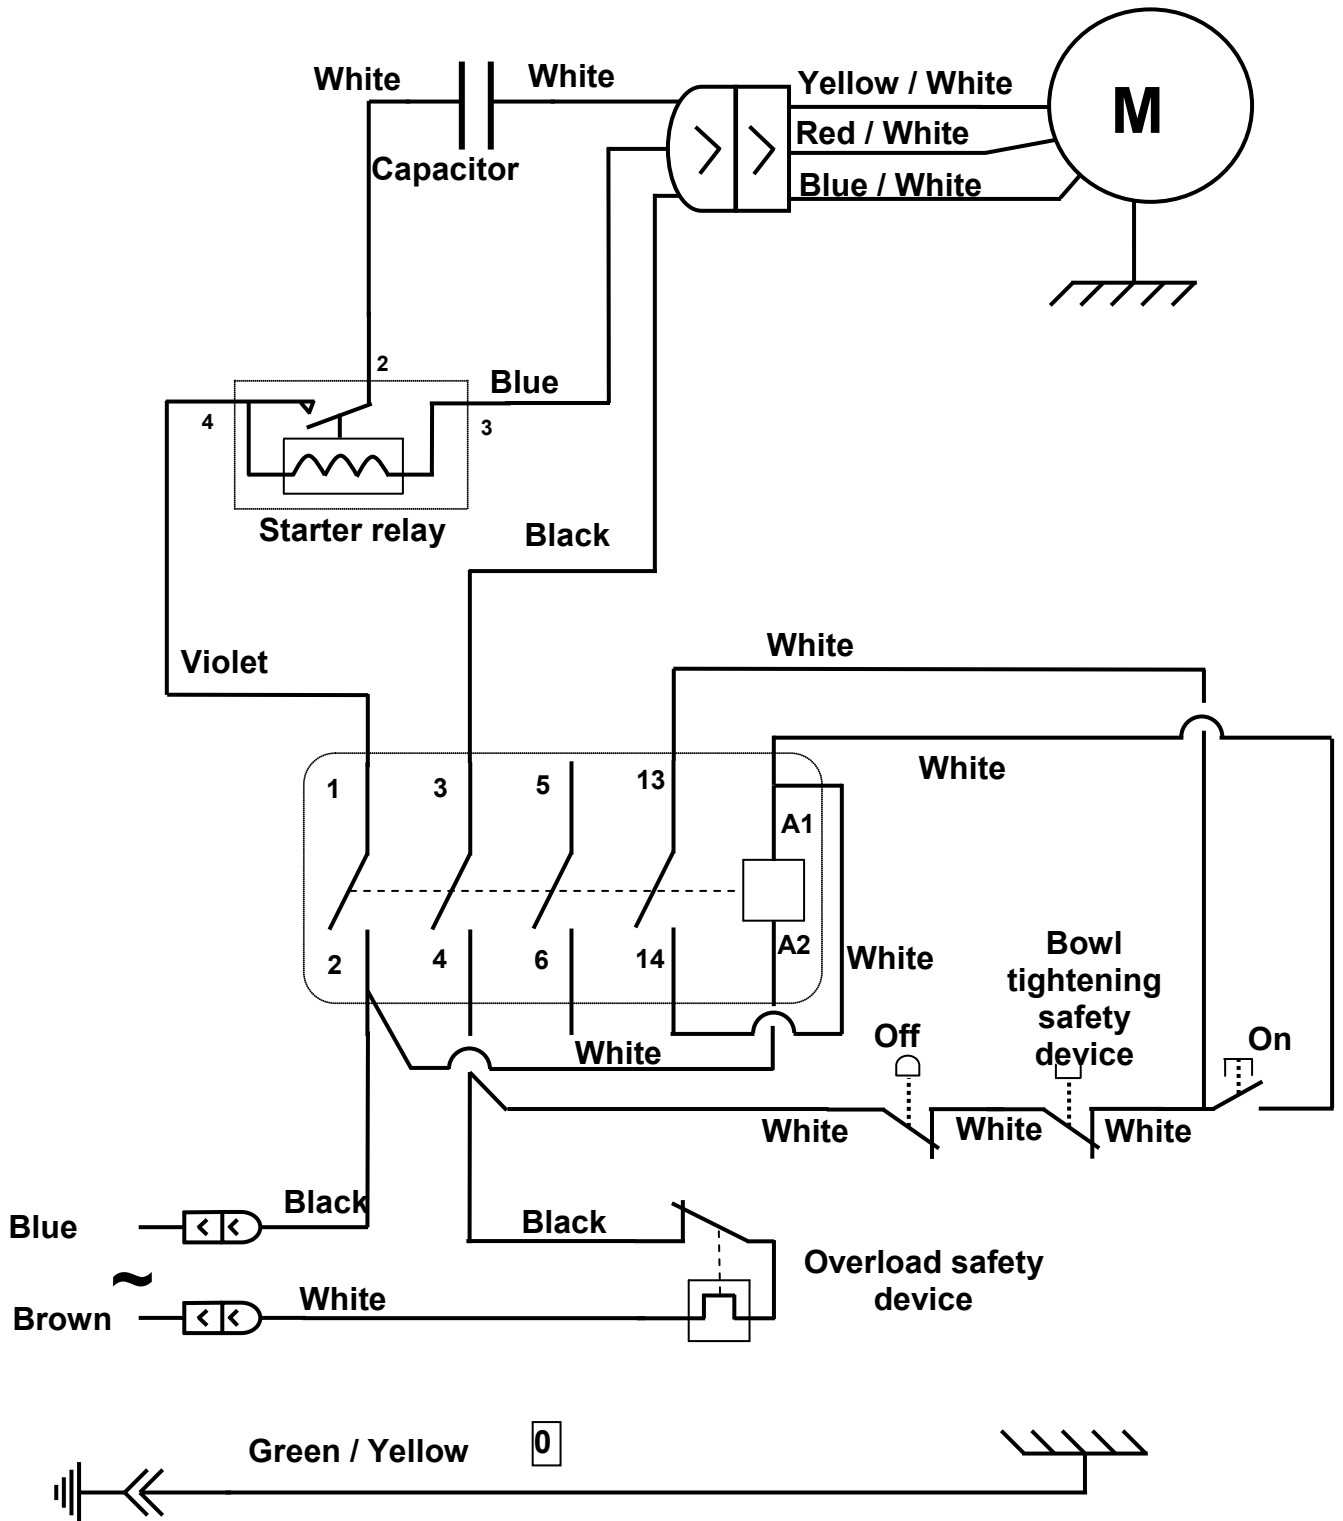 White
White
Yellow / White
M
Red / White
Capacitor
Blue / White
2
Blue
4
3
Starter relay
Black
Violet
White
White
1
3
5
13
A1
2
4
6
14
A2
White
Bowl
tightening
safety
device
Off
On
White
White
White
White
Black
Blue
Black
~
Overload safety
device
Brown
White
Green / Yellow
0